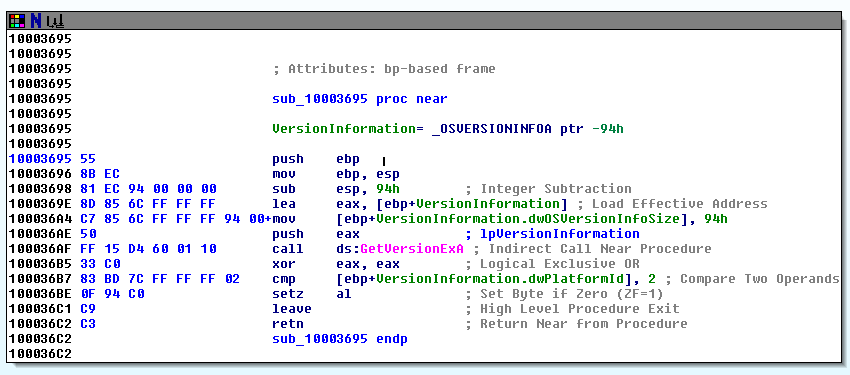 N
10003695
10003695
10003695 ; Attributes: bp-based frame
10003695
10003695 sub_10003695 proc near
10003695
10003695 VersionInformation= _OSVERSIONINFOA ptr -94h
10003695
10003695 55 push ebp
10003696 8B EC mov ebp, esp
10003698 81 EC 94 00 00 00 sub esp, 94h ; Integer Subtraction
1000369E 8D 85 6C FF FF FF lea eax, [ebp+VersionInformation] ; Load Effective Address
100036A4 C7 85 6C FF FF FF 94 00+mov [ebp+VersionInformation.dwOSVersionInfoSize], 94h
100036AE 50 push eax ; lpVersionInformation
100036AF FF 15 D4 60 01 10 call ds:GetVersionExA ; Indirect Call Near Procedure
100036B5 33 C0 xor eax, eax ; Logical Exclusive OR
100036B7 83 BD 7C FF FF FF 02 cmp [ebp+VersionInformation.dwPlatformId], 2 ; Compare Two Operands
100036BE 0F 94 C0 setz al ; Set Byte if Zero (ZF=1)
100036C1 C9 leave ; High Level Procedure Exit
100036C2 C3 retn ; Return Near from Procedure
100036C2 sub_10003695 endp
100036C2